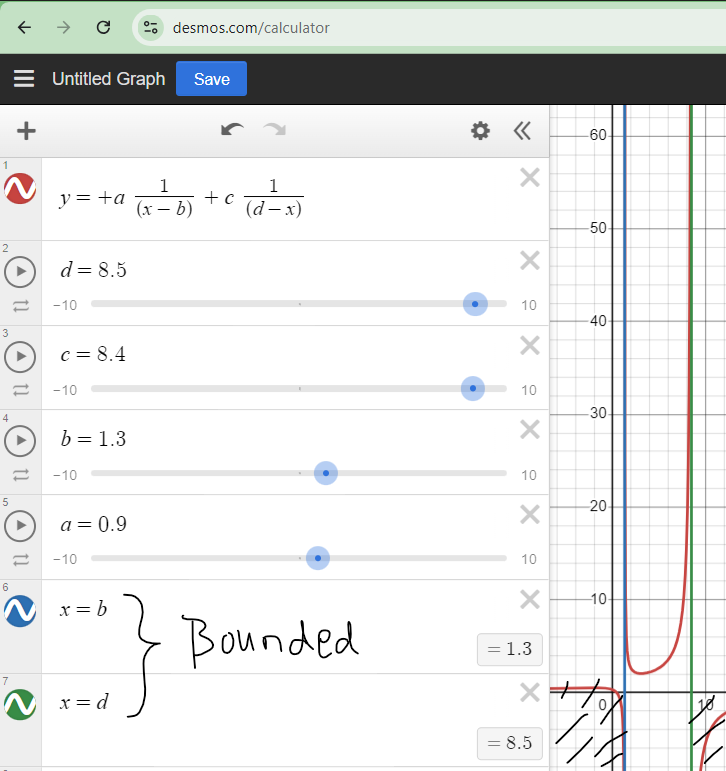 desmos.com/calculator
Untitled Graph Save
60
50
40
30
20
10
0 10
1
y = +a 1/(x − b) + c 1/(d − x)
2
d = 8.5
−10 10
3
c = 8.4
−10 10
4
b = 1.3
−10 10
5
a = 0.9
−10 10
6
x = b
= 1.3
Bounded
7
x = d
= 8.5